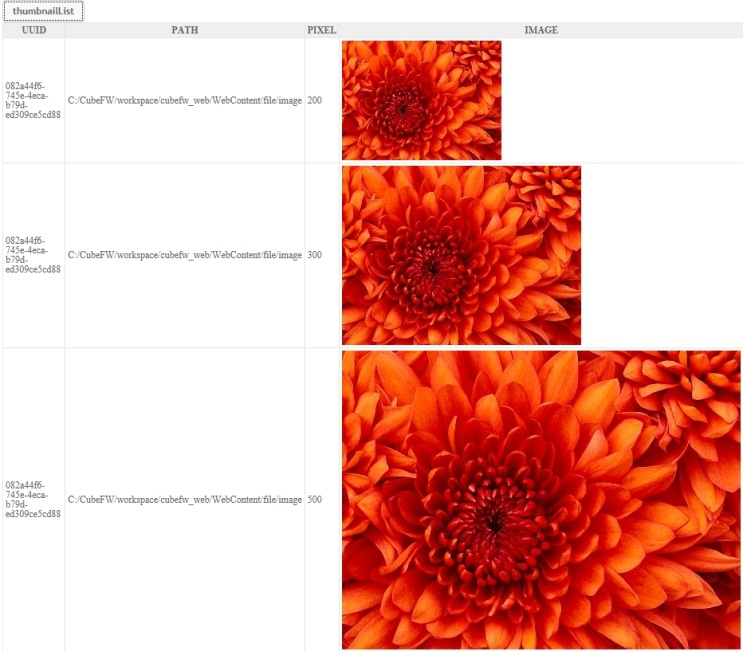 thumbnailList
UUID PATH PIXEL IMAGE
082a44f6-
745e-4eca-
b79d-
ed309ce5cd88
C:/CubeFW/workspace/cubefw_web/WebContent/file/image 200
082a44f6-
745e-4eca-
b79d-
ed309ce5cd88
C:/CubeFW/workspace/cubefw_web/WebContent/file/image 300
082a44f6-
745e-4eca-
b79d-
ed309ce5cd88
C:/CubeFW/workspace/cubefw_web/WebContent/file/image 500